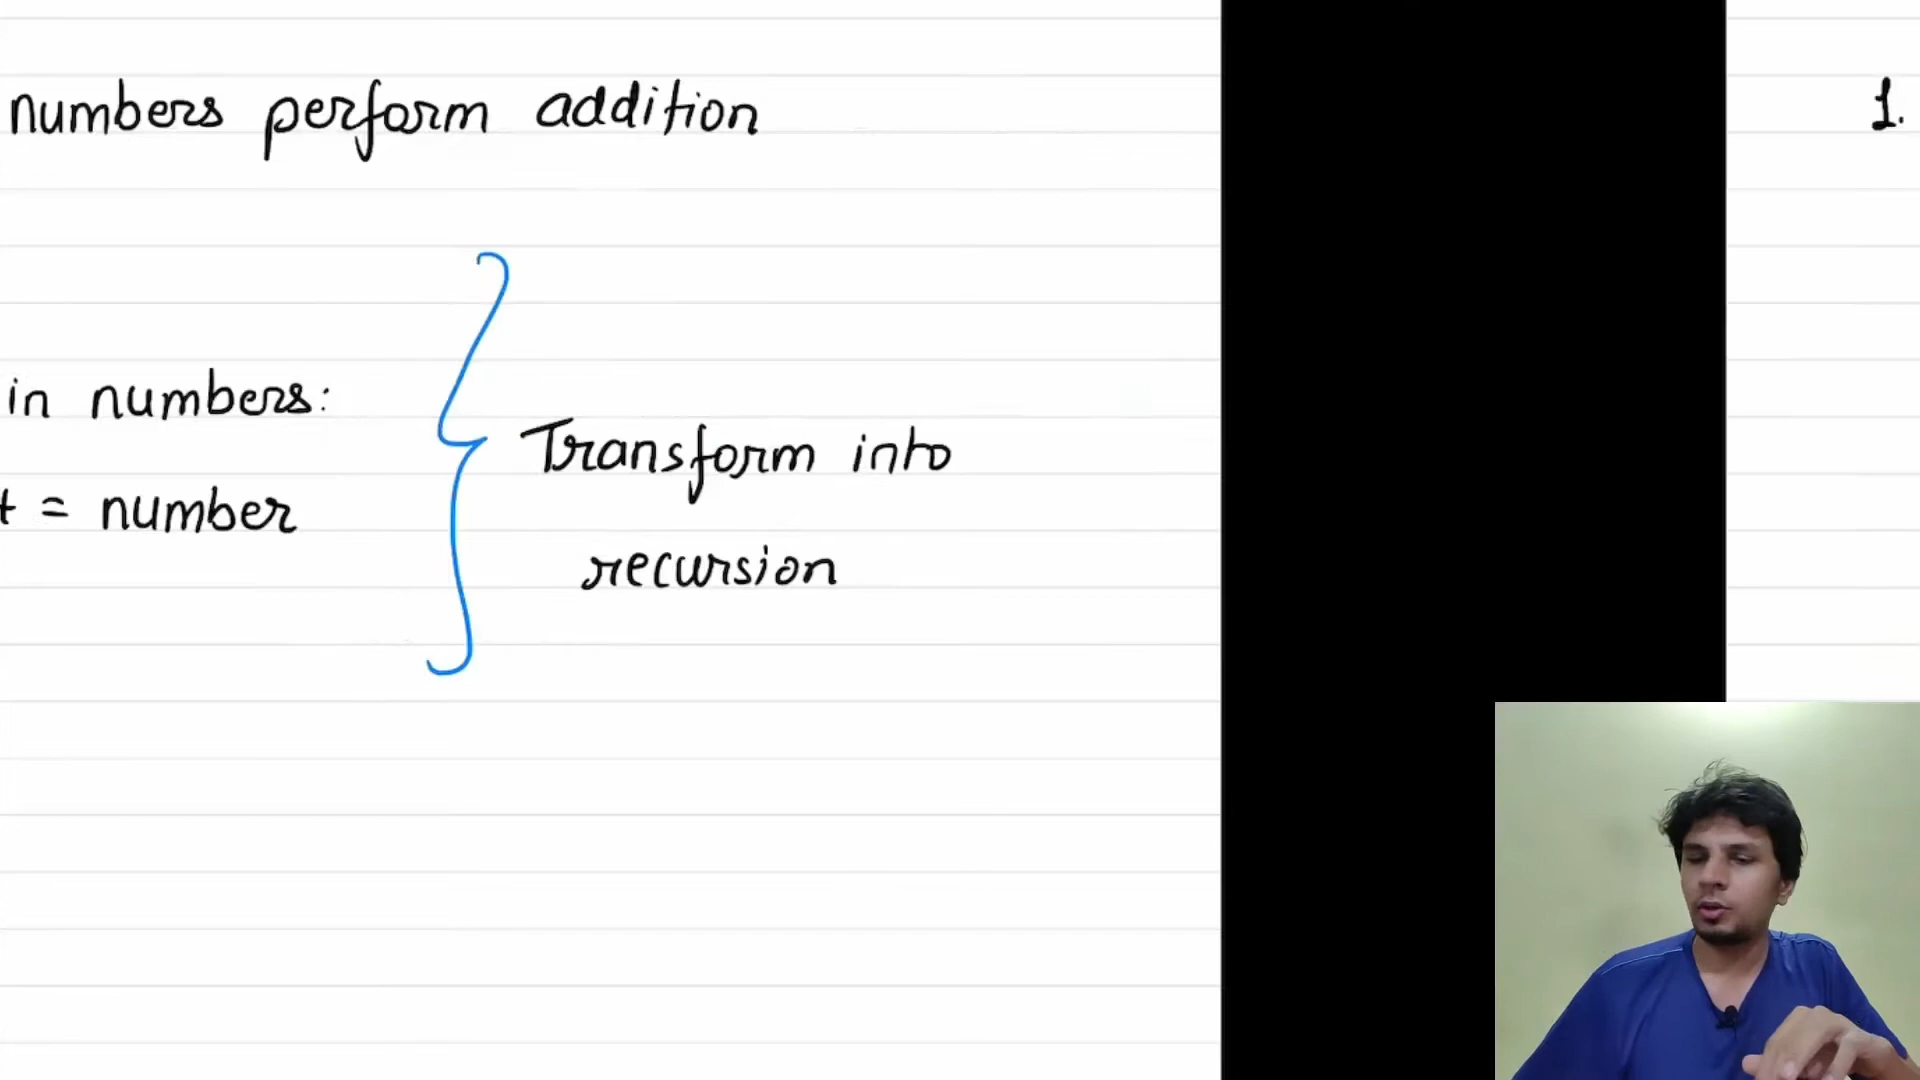 numbers perform addition
1.
in numbers:
= number
Transform into
recursion